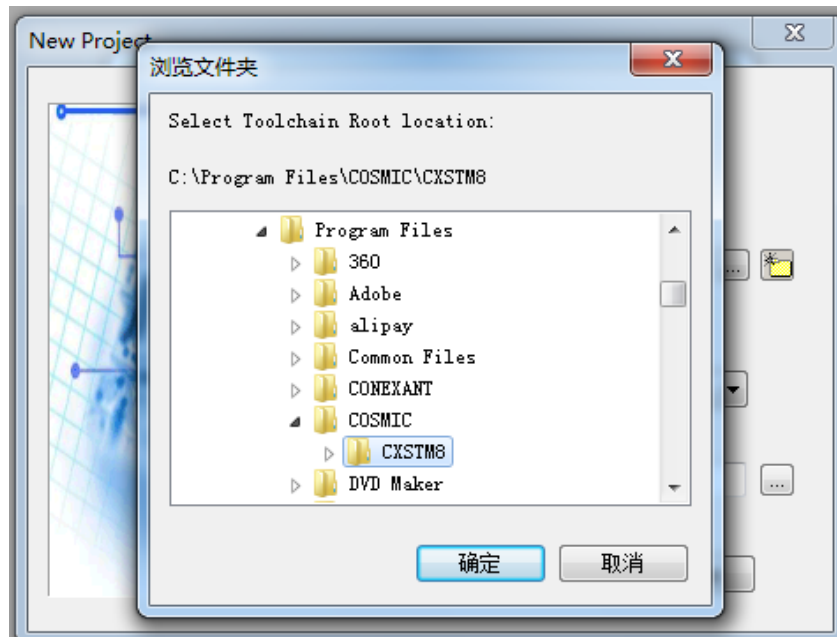 New Project
浏览文件夹
Select Toolchain Root location:
C:\Program Files\COSMIC\CXSTM8
Program Files
360
Adobe
alipay
Common Files
CONEXANT
COSMIC
CXSTM8
DVD Maker
...
...
确定
取消